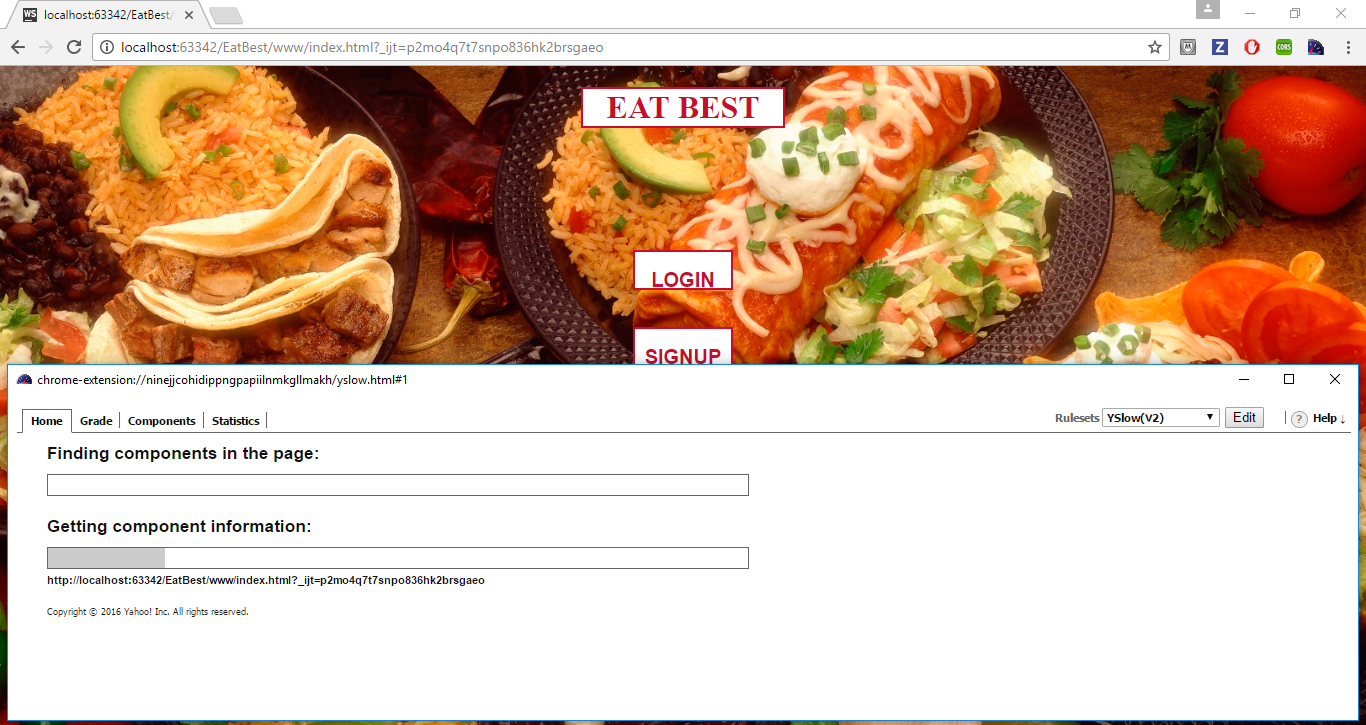 WS localhost:63342/EatBest/
localhost:63342/EatBest/www/index.html?_ijt=p2mo4q7t7snpo836hk2brsgaeo
Z
CORS
EAT BEST
LOGIN
SIGNUP
chrome-extension://ninejjcohidippngpapiilnmkgllmakh/yslow.html#1
Home Grade Components Statistics Rulesets YSlow(V2) Edit ? Help ↓
Finding components in the page:
Getting component information:
http://localhost:63342/EatBest/www/index.html?_ijt=p2mo4q7t7snpo836hk2brsgaeo
Copyright © 2016 Yahoo! Inc. All rights reserved.